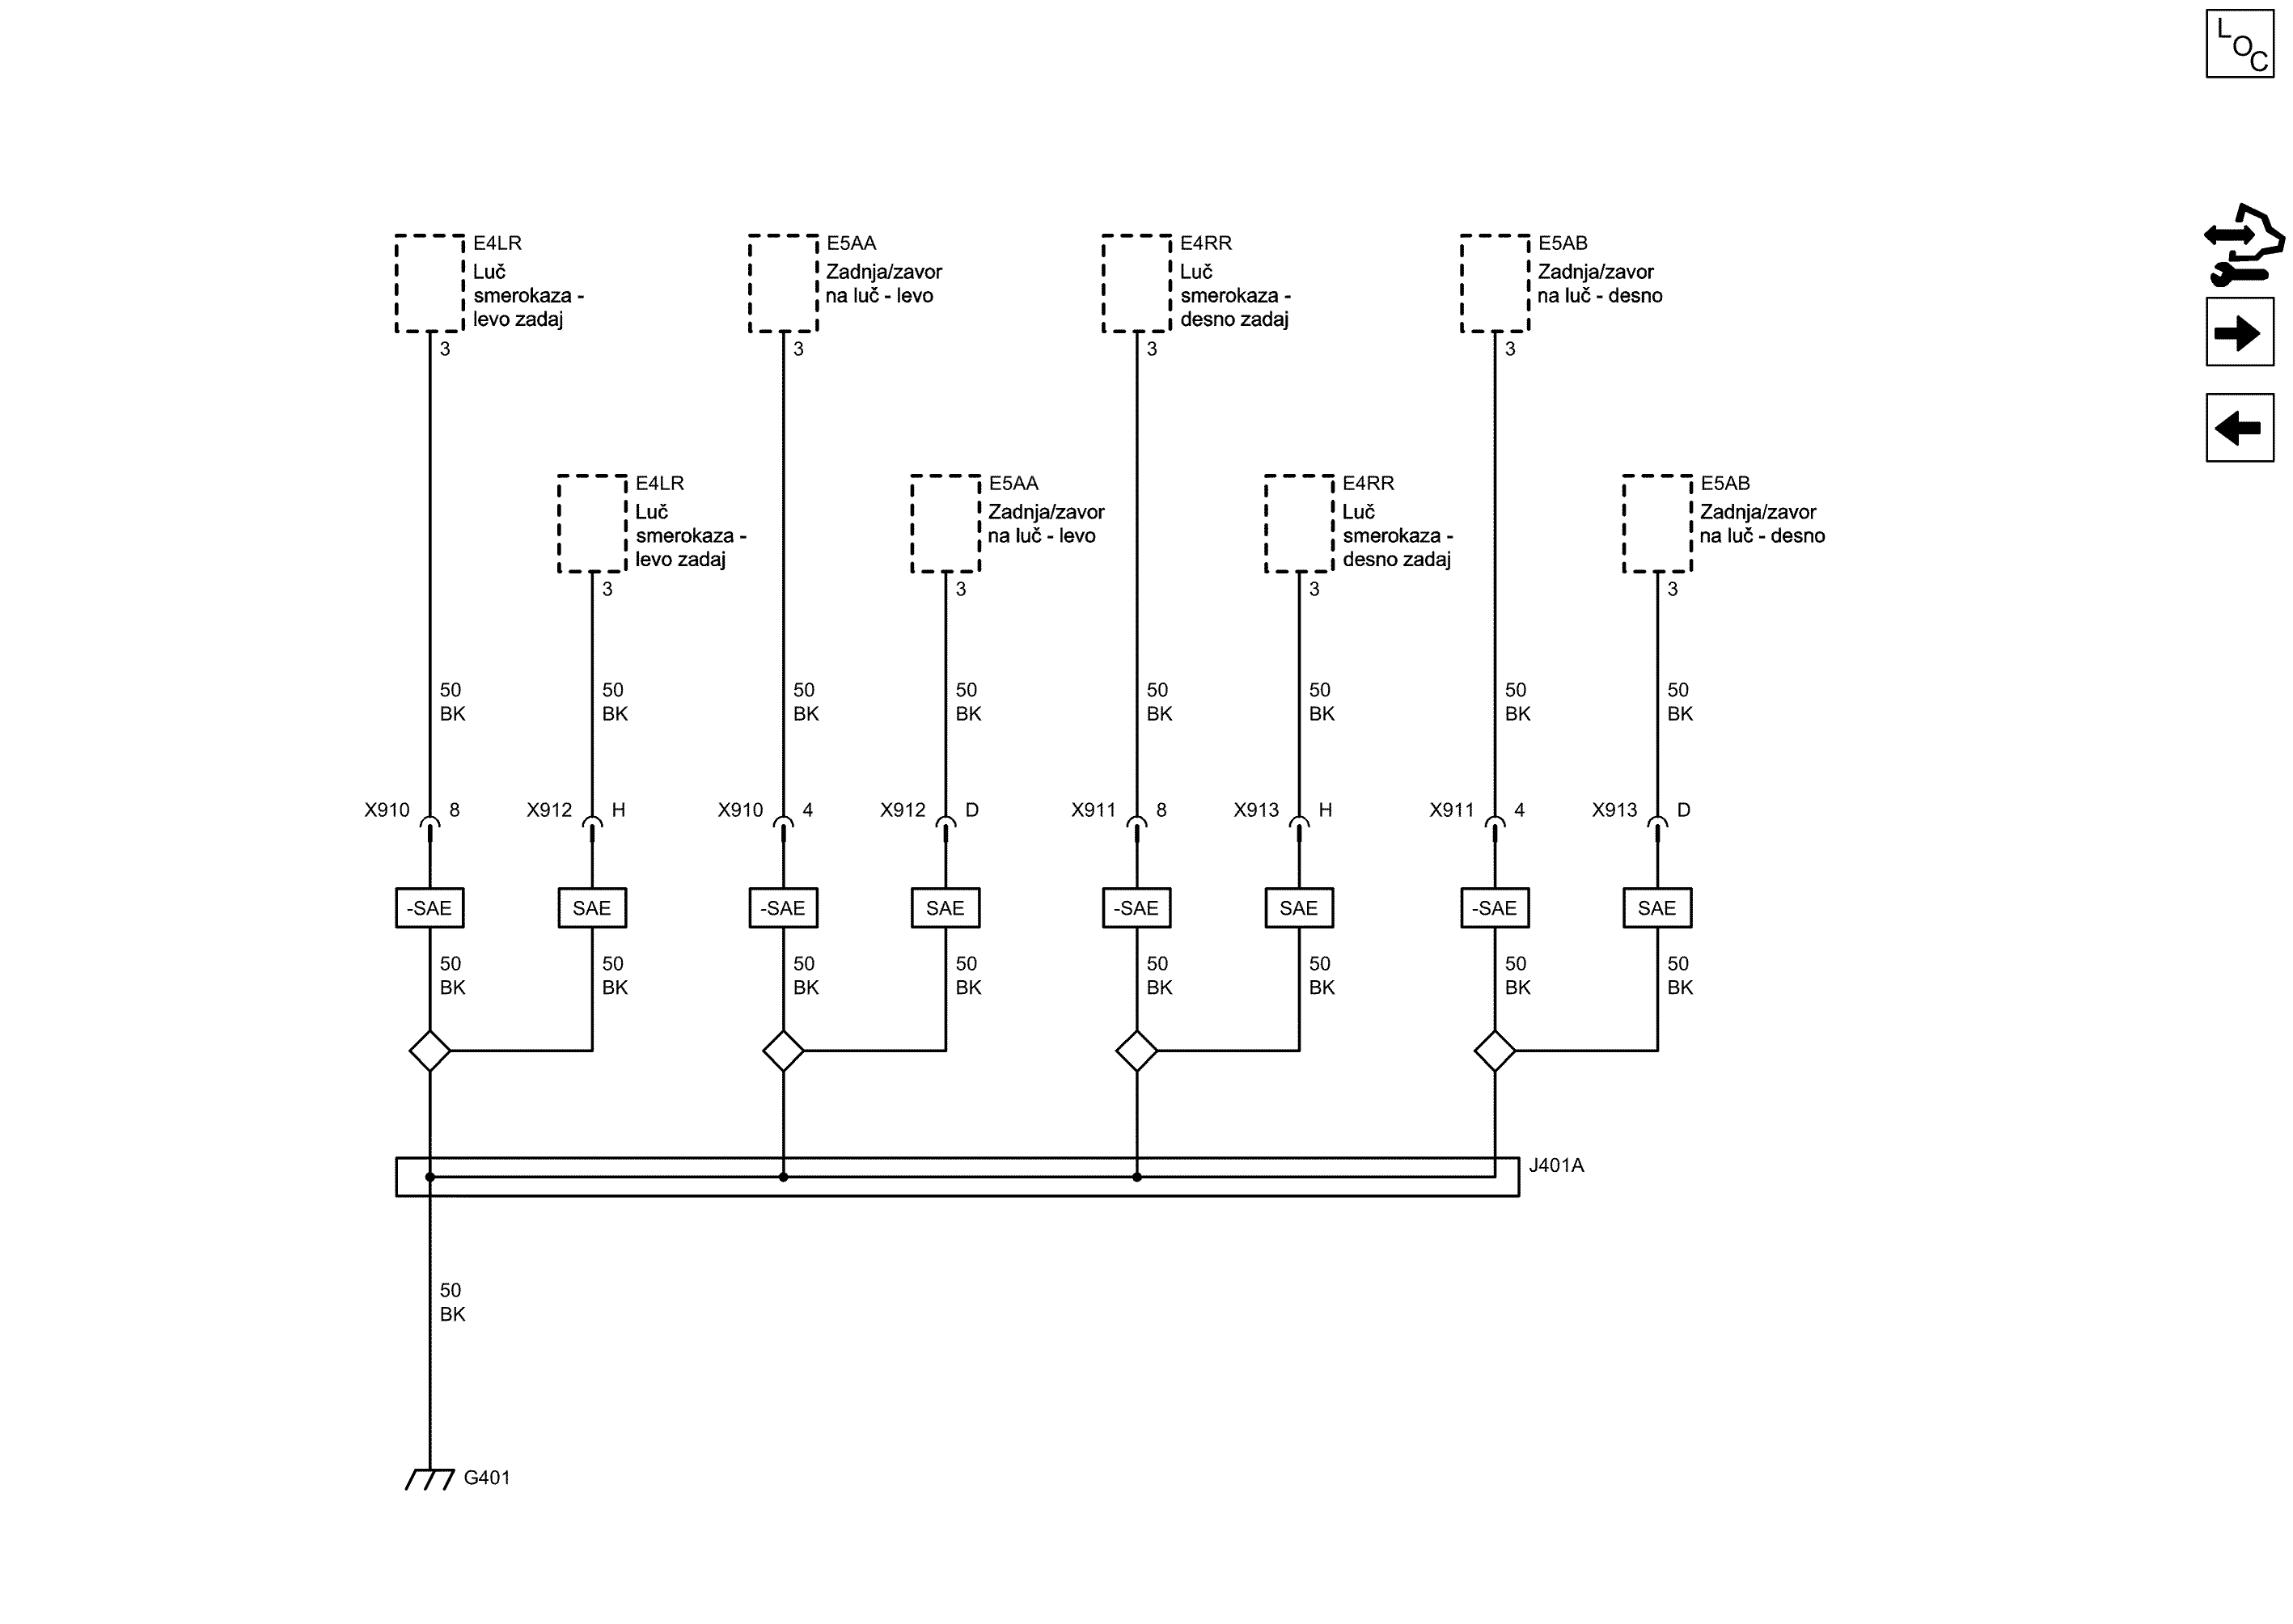 LOC
E4LR
Luč
smerokaza -
levo zadaj
3
E5AA
Zadnja/zavor
na luč - levo
3
E4RR
Luč
smerokaza -
desno zadaj
3
E5AB
Zadnja/zavor
na luč - desno
3
E4LR
Luč
smerokaza -
levo zadaj
3
E5AA
Zadnja/zavor
na luč - levo
3
E4RR
Luč
smerokaza -
desno zadaj
3
E5AB
Zadnja/zavor
na luč - desno
3
50 50 50 50 50 50 50 50
BK BK BK BK BK BK BK BK
X910 8 X912 H X910 4 X912 D X911 8 X913 H X911 4 X913 D
-SAE SAE -SAE SAE -SAE SAE -SAE SAE
50 50 50 50 50 50 50 50
BK BK BK BK BK BK BK BK
J401A
50
BK
G401